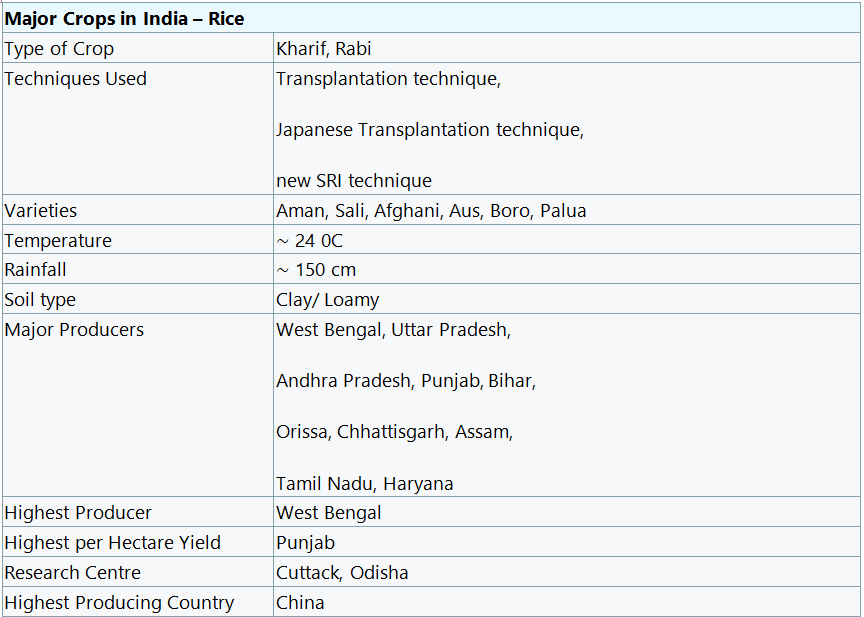 Major Crops in India – Rice
Type of Crop Kharif, Rabi
Techniques Used Transplantation technique,
Japanese Transplantation technique,
new SRI technique
Varieties Aman, Sali, Afghani, Aus, Boro, Palua
Temperature ~ 24 0C
Rainfall ~ 150 cm
Soil type Clay/ Loamy
Major Producers West Bengal, Uttar Pradesh,
Andhra Pradesh, Punjab, Bihar,
Orissa, Chhattisgarh, Assam,
Tamil Nadu, Haryana
Highest Producer West Bengal
Highest per Hectare Yield Punjab
Research Centre Cuttack, Odisha
Highest Producing Country China